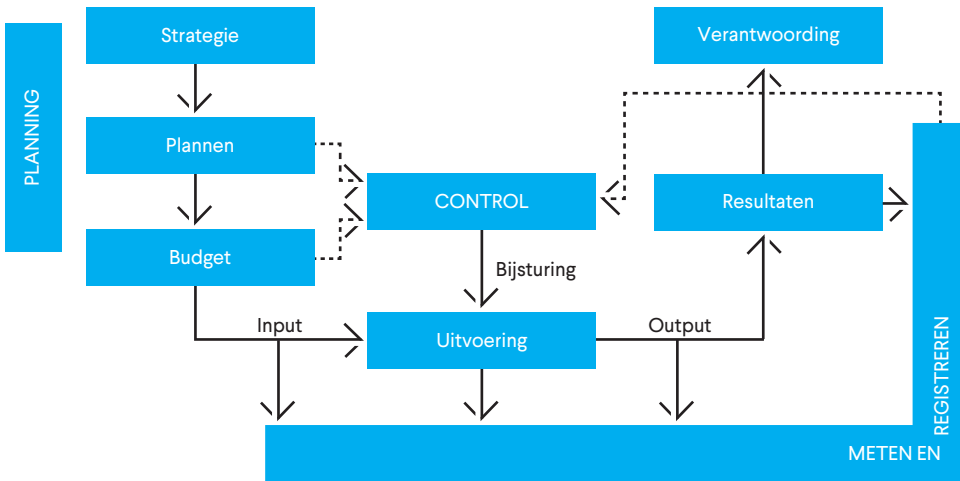 PLANNING
Strategie
Verantwoording
Plannen
CONTROL
Resultaten
Budget
Bijsturing
Input
Uitvoering
Output
METEN EN
REGISTREREN